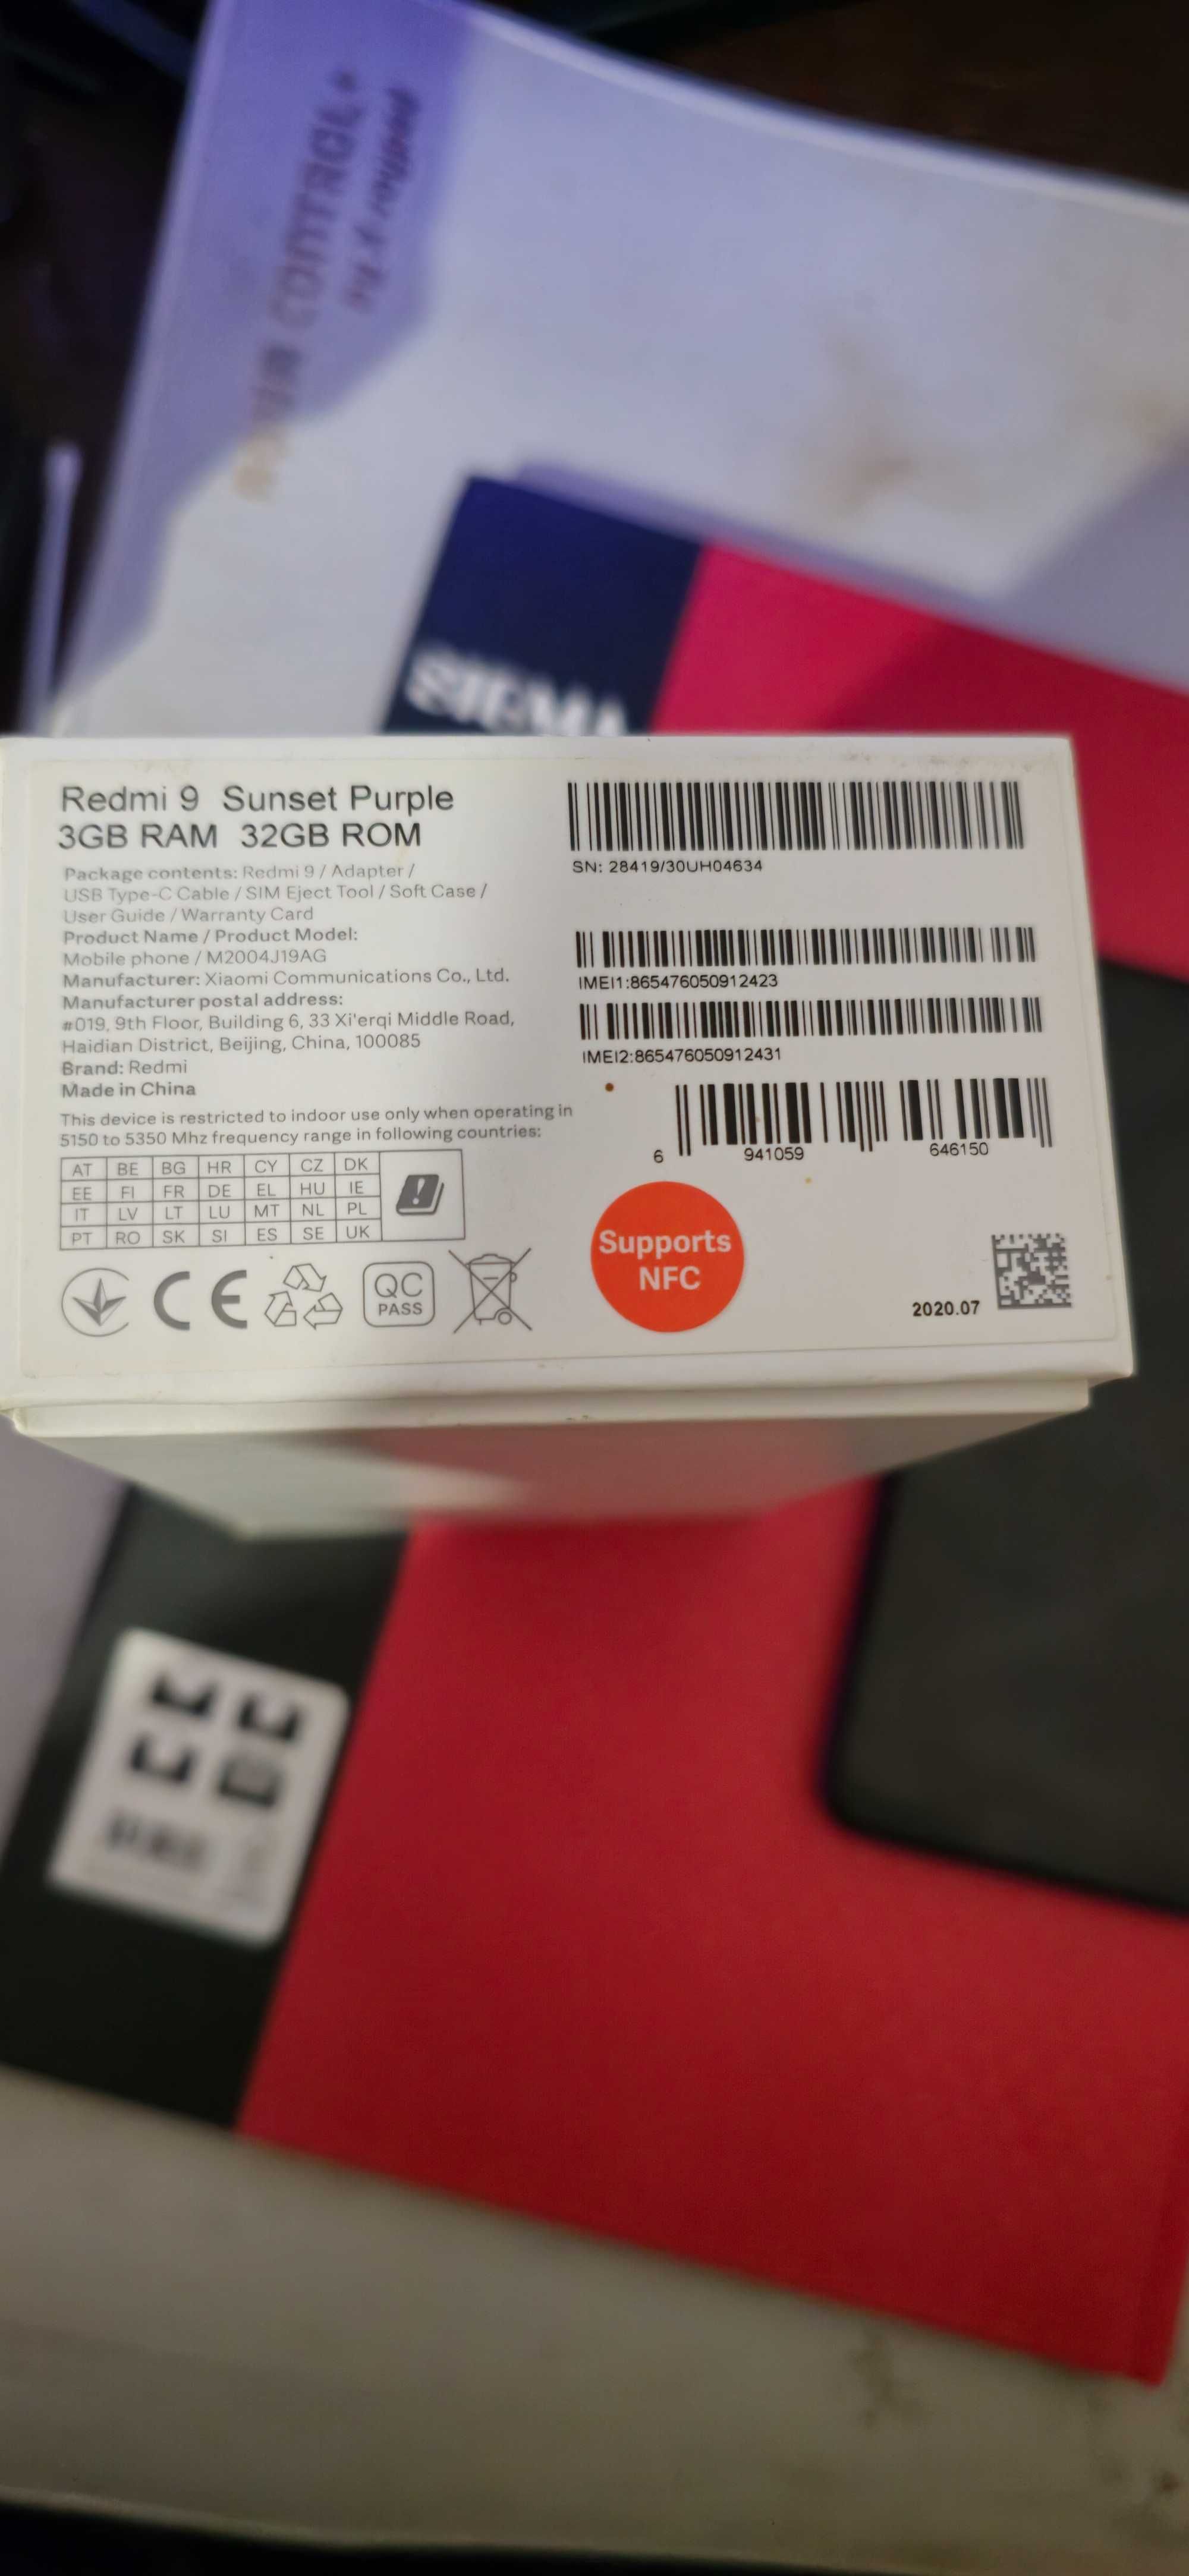 CONTROL+
SIGMA
Redmi 9 Sunset Purple
3GB RAM 32GB ROM
Package contents: Redmi 9 / Adapter /
USB Type-C Cable / SIM Eject Tool / Soft Case /
User Guide / Warranty Card
Product Name / Product Model:
Mobile phone / M2004J19AG
Manufacturer: Xiaomi Communications Co., Ltd.
Manufacturer postal address:
#019, 9th Floor, Building 6, 33 Xi'erqi Middle Road,
Haidian District, Beijing, China, 100085
Brand: Redmi
Made in China
This device is restricted to indoor use only when operating in
5150 to 5350 Mhz frequency range in following countries:
AT BE BG HR CY CZ DK
EE FI FR DE EL HU IE
IT LV LT LU MT NL PL
PT RO SK SI ES SE UK
CE
QC
PASS
SN: 28419/30UH04634
IMEI1:865476050912423
IMEI2:865476050912431
6 941059 646150
Supports
NFC
2020.07